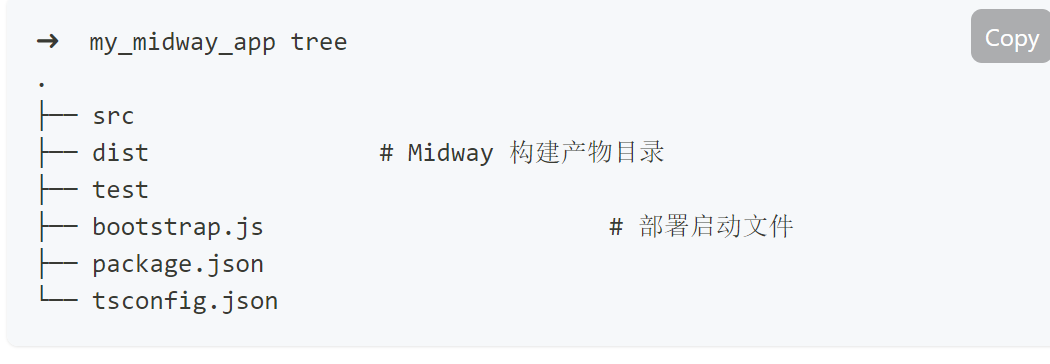 ➜  my_midway_app tree
Copy
.
├── src
├── dist                # Midway 构建产物目录
├── test
├── bootstrap.js                       # 部署启动文件
├── package.json
└── tsconfig.json